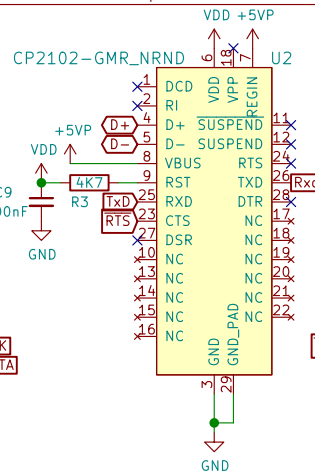 VDD +5VP
CP2102-GMR_NRND U2
6 18 7
VDD VPP REGIN
1 DCD
2 RI
D+ 4 D+ SUSPEND 11
D- 5 D- SUSPEND 12
+5VP 8 VBUS RTS 24
VDD 4K7 9 RST TXD 26
C9 R3 TxD 25 RXD DTR 28
RTS 23 CTS NC 17
GND 27 DSR NC 18
10 NC NC 19
13 NC NC 20
14 NC NC 21
15 NC NC 22
16 NC
GND GND_PAD
3 29
GND